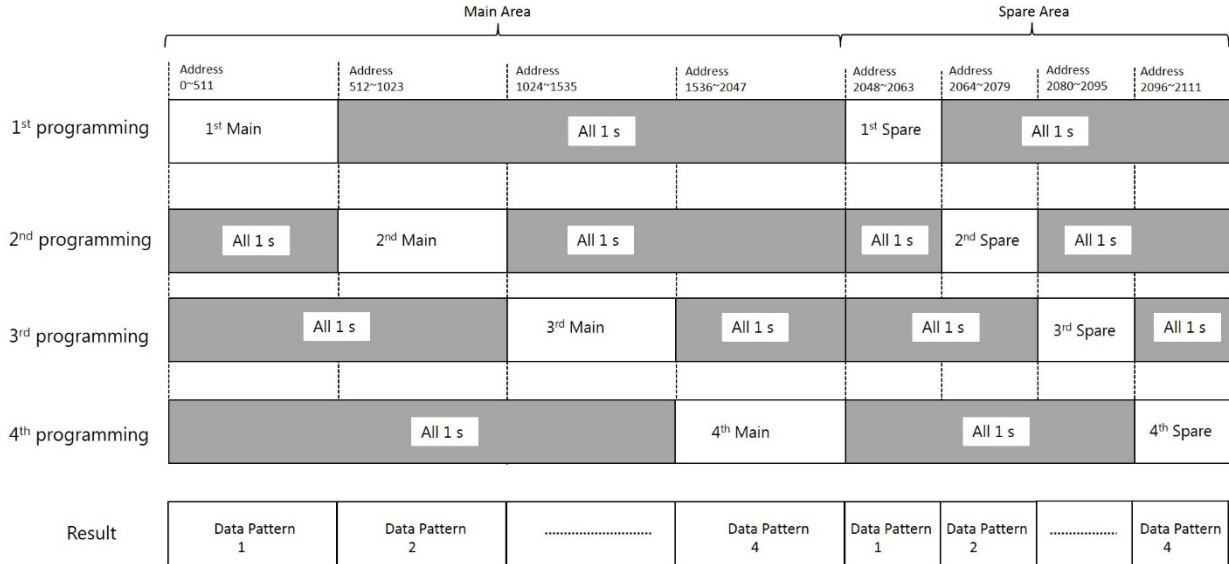 Main Area
Spare Area
Address
0~511
Address
512~1023
Address
1024~1535
Address
1536~2047
Address
2048~2063
Address
2064~2079
Address
2080~2095
Address
2096~2111
1st programming
1st Main
All 1 s
1st Spare
All 1 s
2nd programming
All 1 s
2nd Main
All 1 s
All 1 s
2nd Spare
All 1 s
3rd programming
All 1 s
3rd Main
All 1 s
All 1 s
3rd Spare
All 1 s
4th programming
All 1 s
4th Main
All 1 s
4th Spare
Result
Data Pattern
1
Data Pattern
2
........................
Data Pattern
4
Data Pattern
1
Data Pattern
2
................
Data Pattern
4